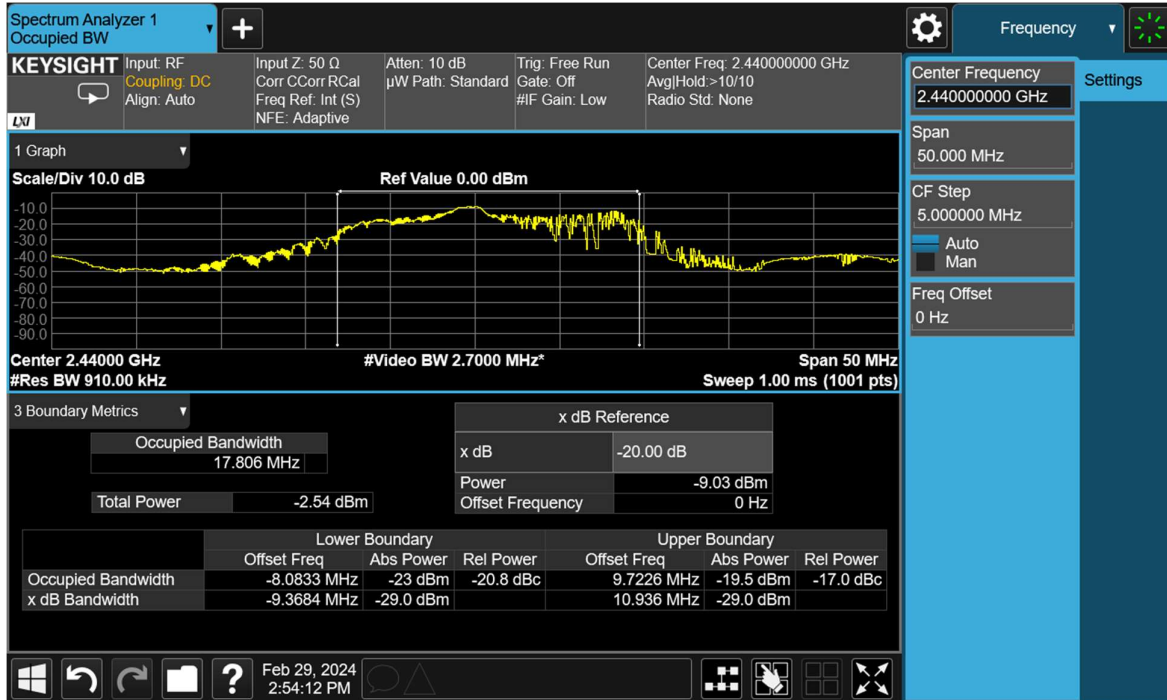 Spectrum Analyzer 1
Occupied BW
+
Frequency
KEYSIGHT
LXI
Input: RF
Coupling: DC
Align: Auto
Input Z: 50 Ω
Corr CCorr RCal
Freq Ref: Int (S)
NFE: Adaptive
Atten: 10 dB
µW Path: Standard
Trig: Free Run
Gate: Off
#IF Gain: Low
Center Freq: 2.440000000 GHz
Avg|Hold:>10/10
Radio Std: None
Center Frequency
2.440000000 GHz
Settings
Span
50.000 MHz
CF Step
5.000000 MHz
Auto
Man
Freq Offset
0 Hz
1 Graph
Scale/Div 10.0 dB Ref Value 0.00 dBm
-10.0
-20.0
-30.0
-40.0
-50.0
-60.0
-70.0
-80.0
-90.0
Center 2.44000 GHz #Video BW 2.7000 MHz* Span 50 MHz
#Res BW 910.00 kHz Sweep 1.00 ms (1001 pts)
3 Boundary Metrics
Occupied Bandwidth
17.806 MHz
Total Power -2.54 dBm
x dB Reference
x dB -20.00 dB
Power -9.03 dBm
Offset Frequency 0 Hz
Lower Boundary Upper Boundary
Offset Freq Abs Power Rel Power Offset Freq Abs Power Rel Power
Occupied Bandwidth -8.0833 MHz -23 dBm -20.8 dBc 9.7226 MHz -19.5 dBm -17.0 dBc
x dB Bandwidth -9.3684 MHz -29.0 dBm 10.936 MHz -29.0 dBm
?
Feb 29, 2024
2:54:12 PM